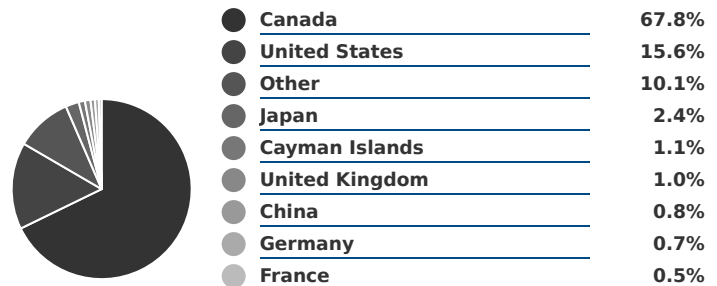 Canada 67.8%
United States 15.6%
Other 10.1%
Japan 2.4%
Cayman Islands 1.1%
United Kingdom 1.0%
China 0.8%
Germany 0.7%
France 0.5%